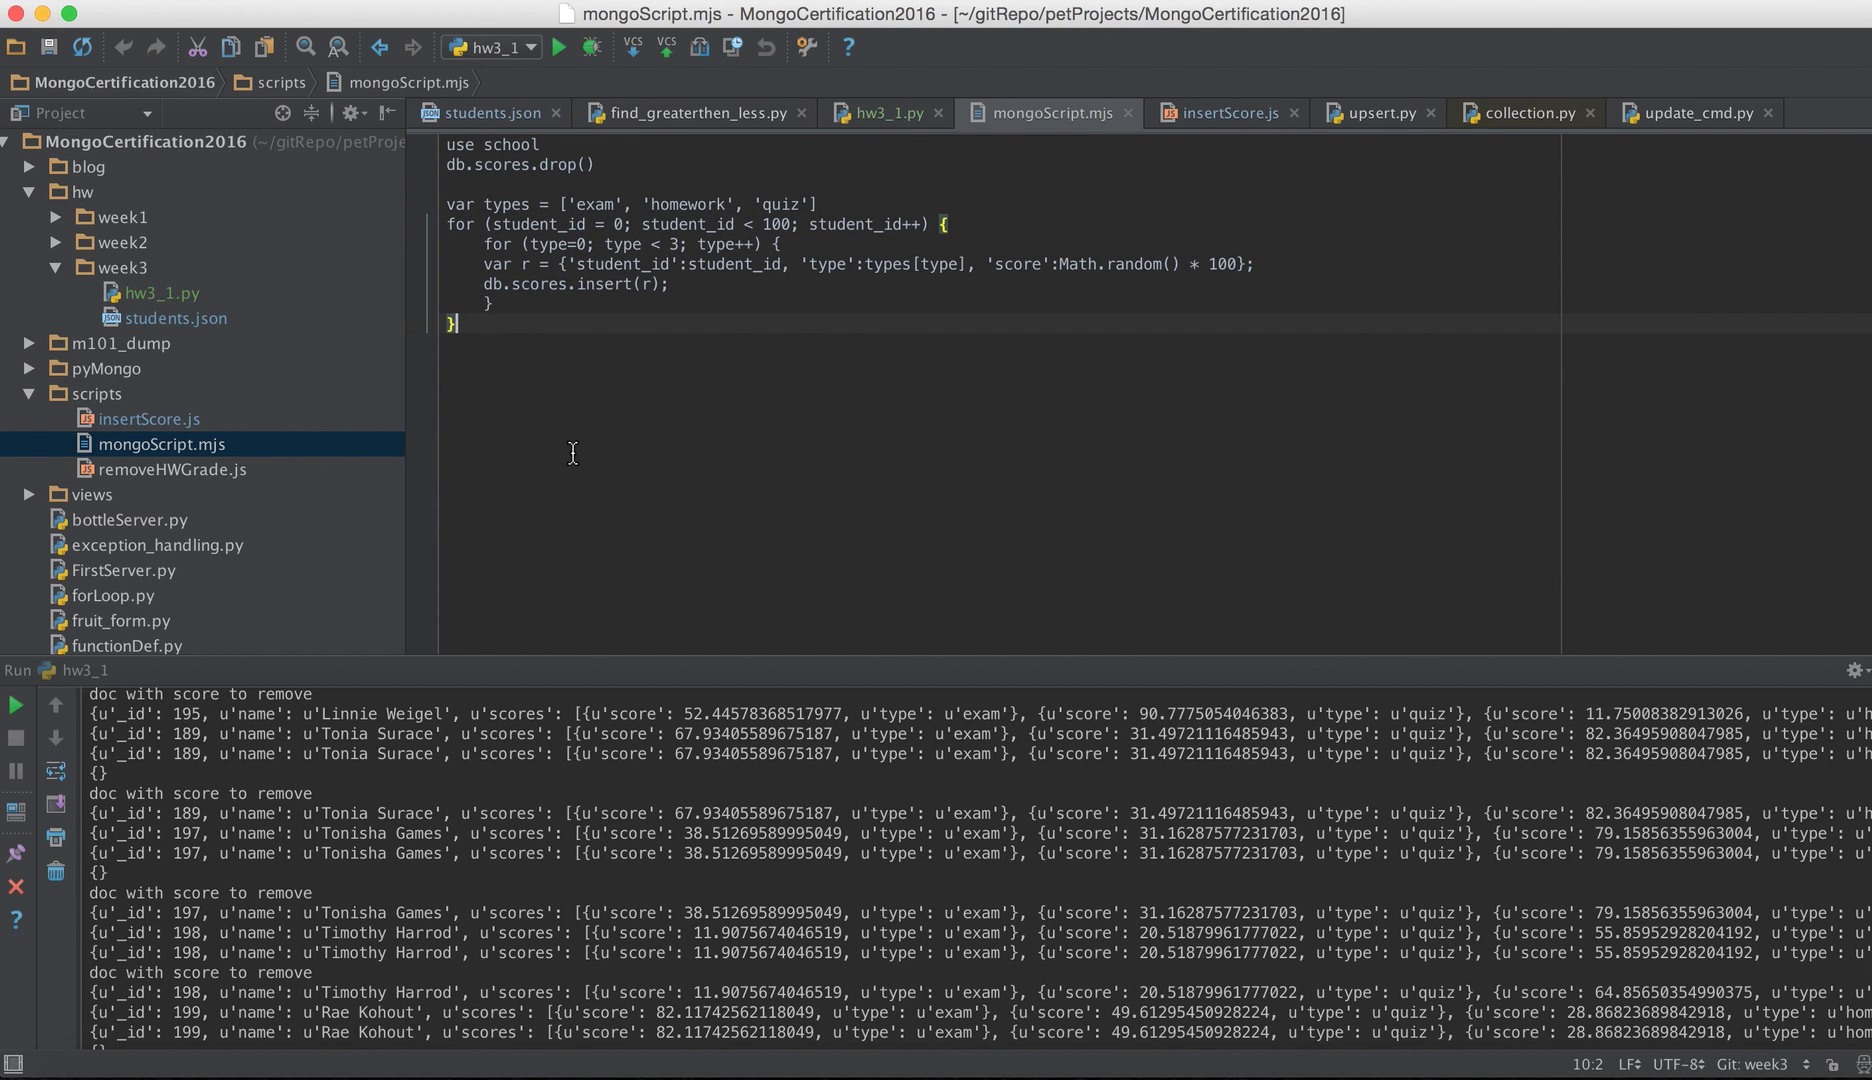 mongoScript.mjs - MongoCertification2016 - [~/gitRepo/petProjects/MongoCertification2016]
hw3_1 VCS VCS ?
MongoCertification2016 scripts mongoScript.mjs
Project
students.json find_greaterthen_less.py hw3_1.py mongoScript.mjs insertScore.js upsert.py collection.py update_cmd.py
MongoCertification2016 (~/gitRepo/petProje
blog
hw
week1
week2
week3
hw3_1.py
students.json
m101_dump
pyMongo
scripts
insertScore.js
mongoScript.mjs
removeHWGrade.js
views
bottleServer.py
exception_handling.py
FirstServer.py
forLoop.py
fruit_form.py
functionDef.py
use school
db.scores.drop()
var types = ['exam', 'homework', 'quiz']
for (student_id = 0; student_id < 100; student_id++) {
for (type=0; type < 3; type++) {
var r = {'student_id':student_id, 'type':types[type], 'score':Math.random() * 100};
db.scores.insert(r);
}
}
Run hw3_1
doc with score to remove
{u'_id': 195, u'name': u'Linnie Weigel', u'scores': [{u'score': 52.44578368517977, u'type': u'exam'}, {u'score': 90.7775054046383, u'type': u'quiz'}, {u'score': 11.75008382913026, u'type': u'h
{u'_id': 189, u'name': u'Tonia Surace', u'scores': [{u'score': 67.93405589675187, u'type': u'exam'}, {u'score': 31.49721116485943, u'type': u'quiz'}, {u'score': 82.36495908047985, u'type': u'
{u'_id': 189, u'name': u'Tonia Surace', u'scores': [{u'score': 67.93405589675187, u'type': u'exam'}, {u'score': 31.49721116485943, u'type': u'quiz'}, {u'score': 82.36495908047985, u'type': u'
{}
doc with score to remove
{u'_id': 189, u'name': u'Tonia Surace', u'scores': [{u'score': 67.93405589675187, u'type': u'exam'}, {u'score': 31.49721116485943, u'type': u'quiz'}, {u'score': 82.36495908047985, u'type': u'
{u'_id': 197, u'name': u'Tonisha Games', u'scores': [{u'score': 38.51269589995049, u'type': u'exam'}, {u'score': 31.16287577231703, u'type': u'quiz'}, {u'score': 79.15856355963004, u'type': u
{u'_id': 197, u'name': u'Tonisha Games', u'scores': [{u'score': 38.51269589995049, u'type': u'exam'}, {u'score': 31.16287577231703, u'type': u'quiz'}, {u'score': 79.15856355963004, u'type': u
{}
doc with score to remove
{u'_id': 197, u'name': u'Tonisha Games', u'scores': [{u'score': 38.51269589995049, u'type': u'exam'}, {u'score': 31.16287577231703, u'type': u'quiz'}, {u'score': 79.15856355963004, u'type': u
{u'_id': 198, u'name': u'Timothy Harrod', u'scores': [{u'score': 11.9075674046519, u'type': u'exam'}, {u'score': 20.51879961777022, u'type': u'quiz'}, {u'score': 55.85952928204192, u'type': u
{u'_id': 198, u'name': u'Timothy Harrod', u'scores': [{u'score': 11.9075674046519, u'type': u'exam'}, {u'score': 20.51879961777022, u'type': u'quiz'}, {u'score': 55.85952928204192, u'type': u
doc with score to remove
{u'_id': 198, u'name': u'Timothy Harrod', u'scores': [{u'score': 11.9075674046519, u'type': u'exam'}, {u'score': 20.51879961777022, u'type': u'quiz'}, {u'score': 64.85650354990375, u'type': u
{u'_id': 199, u'name': u'Rae Kohout', u'scores': [{u'score': 82.11742562118049, u'type': u'exam'}, {u'score': 49.61295450928224, u'type': u'quiz'}, {u'score': 28.86823689842918, u'type': u'hom
{u'_id': 199, u'name': u'Rae Kohout', u'scores': [{u'score': 82.11742562118049, u'type': u'exam'}, {u'score': 49.61295450928224, u'type': u'quiz'}, {u'score': 28.86823689842918, u'type': u'hom
10:2 LF UTF-8 Git: week3